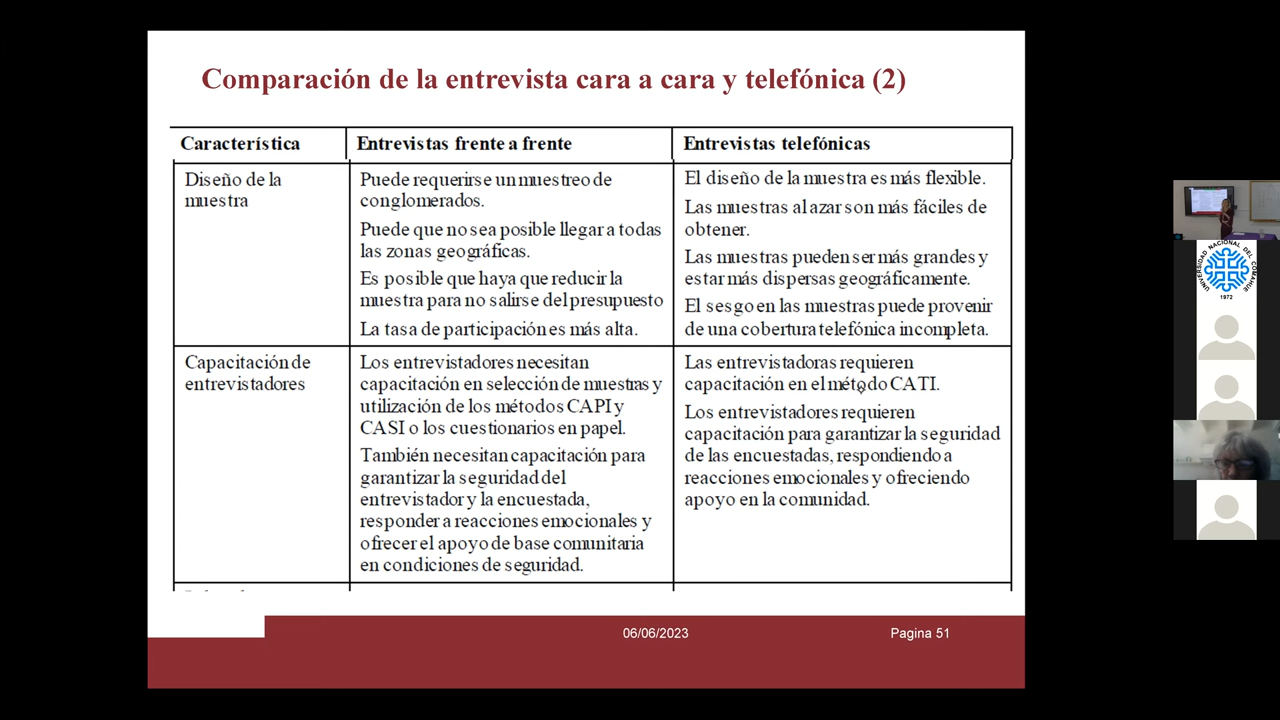 Comparación de la entrevista cara a cara y telefónica (2)
Característica
Entrevistas frente a frente
Entrevistas telefónicas
Diseño de la
muestra
Puede requerirse un muestreo de
conglomerados.
Puede que no sea posible llegar a todas
las zonas geográficas.
Es posible que haya que reducir la
muestra para no salirse del presupuesto
La tasa de participación es más alta.
El diseño de la muestra es más flexible.
Las muestras al azar son más fáciles de
obtener.
Las muestras pueden ser más grandes y
estar más dispersas geográficamente.
El sesgo en las muestras puede provenir
de una cobertura telefónica incompleta.
Capacitación de
entrevistadores
Los entrevistadores necesitan
capacitación en selección de muestras y
utilización de los métodos CAPI y
CASI o los cuestionarios en papel.
También necesitan capacitación para
garantizar la seguridad del
entrevistador y la encuestada,
responder a reacciones emocionales y
ofrecer el apoyo de base comunitaria
en condiciones de seguridad.
Las entrevistadoras requieren
capacitación en el método CATI.
Los entrevistadores requieren
capacitación para garantizar la seguridad
de las encuestadas, respondiendo a
reacciones emocionales y ofreciendo
apoyo en la comunidad.
06/06/2023
Pagina 51
UNIVERSIDAD NACIONAL DEL COMAHUE
1972